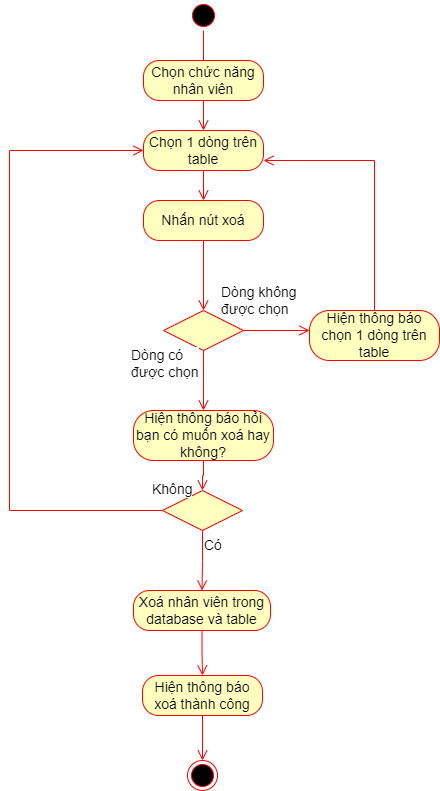 Chọn chức năng
nhân viên
Chọn 1 dòng trên
table
Nhấn nút xoá
Dòng không
được chọn
Hiện thông báo
chọn 1 dòng trên
table
Dòng có
được chọn
Hiện thông báo hỏi
bạn có muốn xoá hay
không?
Không
Có
Xoá nhân viên trong
database và table
Hiện thông báo
xoá thành công